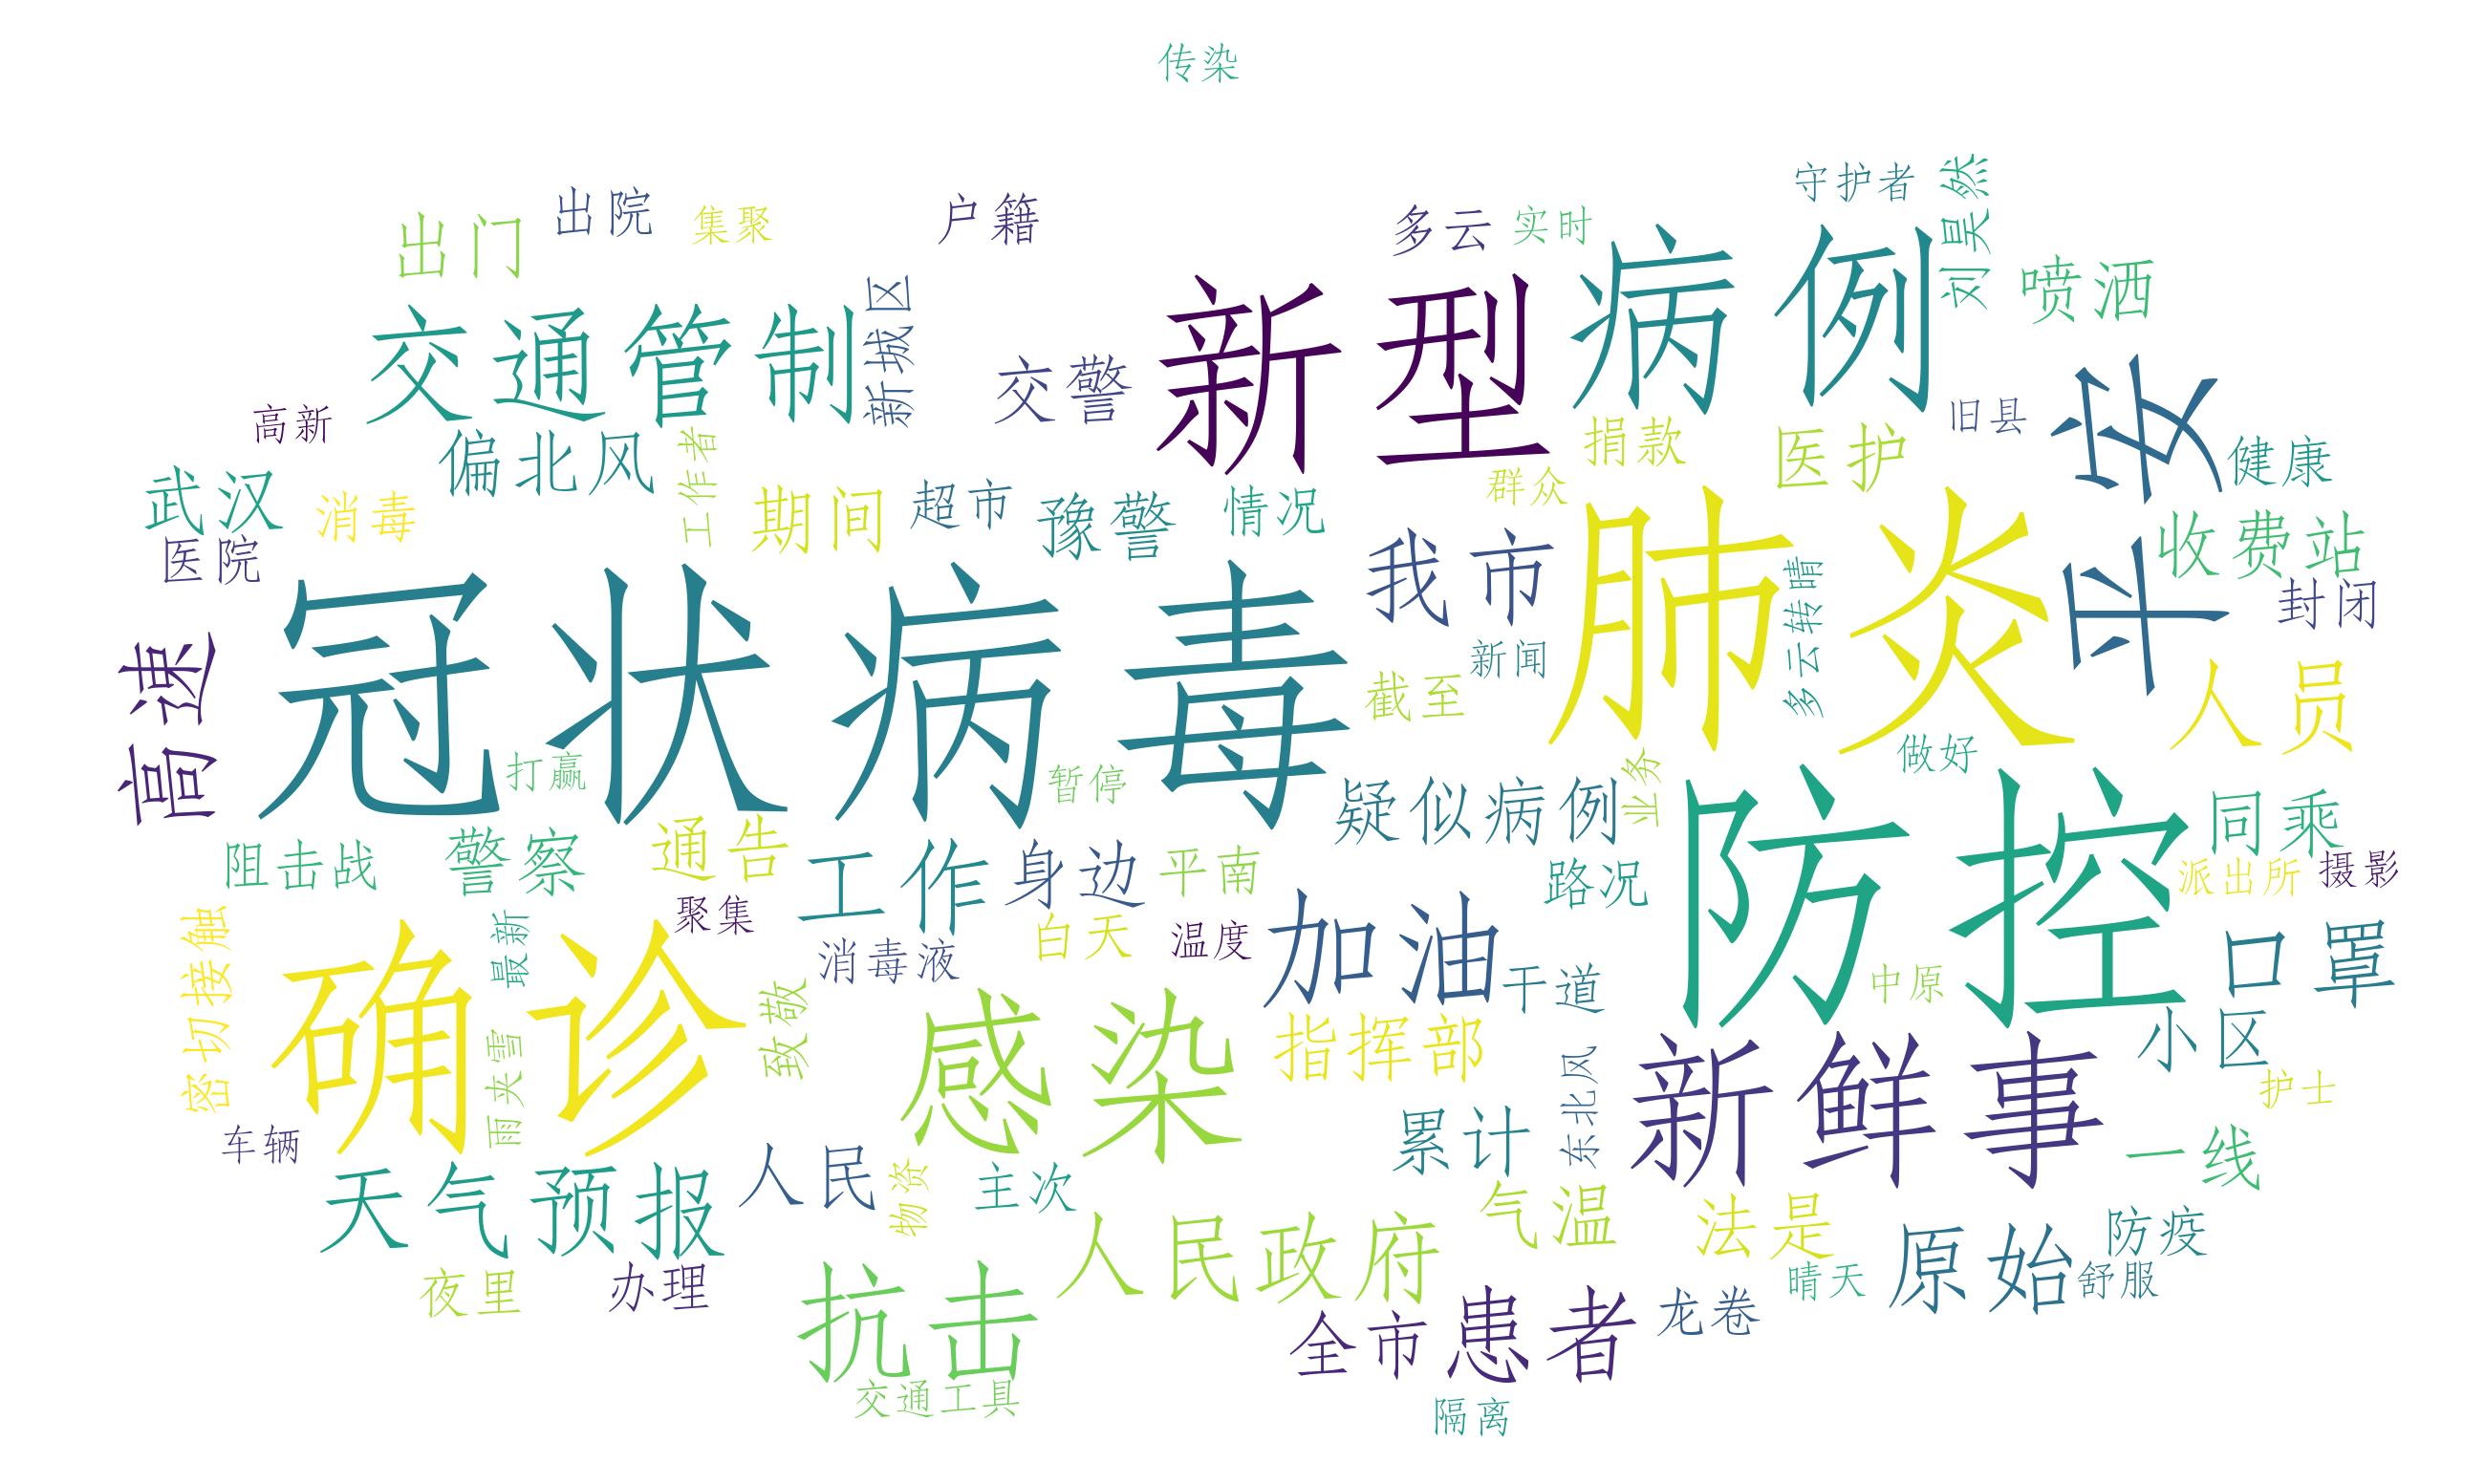 传染
守护者
刘昊然
出门
出院
集聚
户籍
多云
实时
病例
喷洒
新型
交通管制
新城区
交警
平安
高新
偏北风
工作者
捐款
医护
旧县
健康
武汉
消毒
期间
超市
豫警
情况
群众
肺炎
收费站
医院
我市
多云转晴
封闭
冠状病毒
高速
截至
新闻
人员
打赢
暂停
疑似病例
业务
做好
防控
同乘
阻击战
警察
通告
工作
身边
平南
路况
派出所
摄影
密切接触
确诊
最新
聚集
消毒液
白天
温度
加油
干道
中原
口罩
雨夹雪
致敬
感染
指挥部
东北风
新鲜事
小区
护士
车辆
天气预报
人民
物资
主次
累计
一线
气温
法是
原始
防疫
夜里
办理
抗击
人民政府
全市
患者
龙卷
晴天
舒服
交通工具
隔离